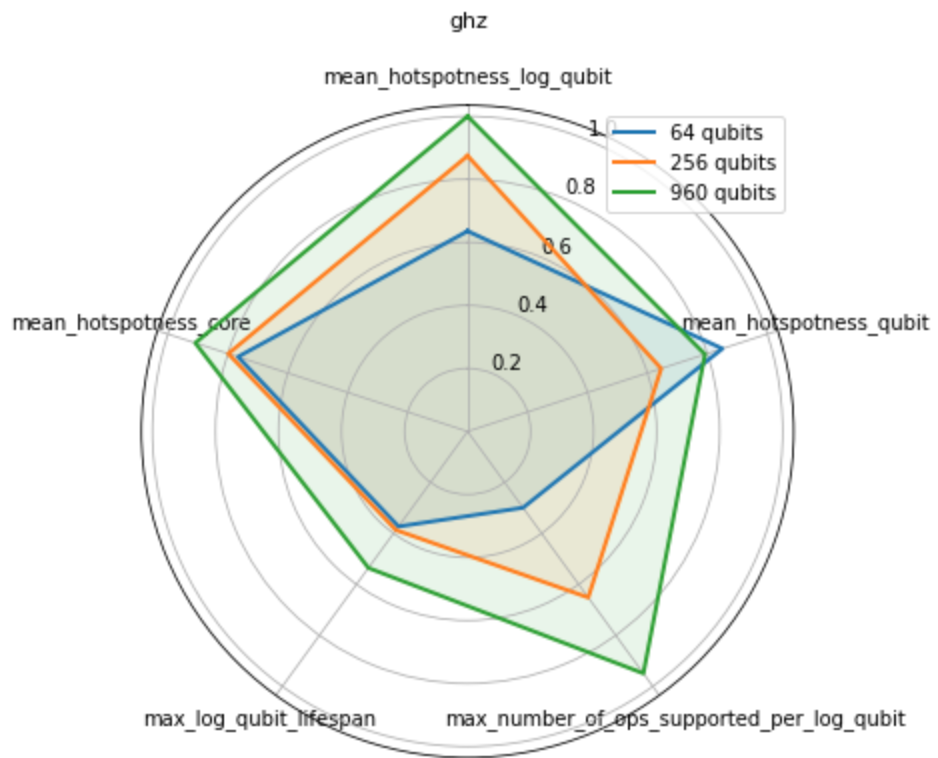 ghz
mean_hotspotness_log_qubit
1.0
64 qubits
256 qubits
960 qubits
0.8
0.6
0.4
0.2
mean_hotspotness_core
mean_hotspotness_qubit
max_log_qubit_lifespan
max_number_of_ops_supported_per_log_qubit